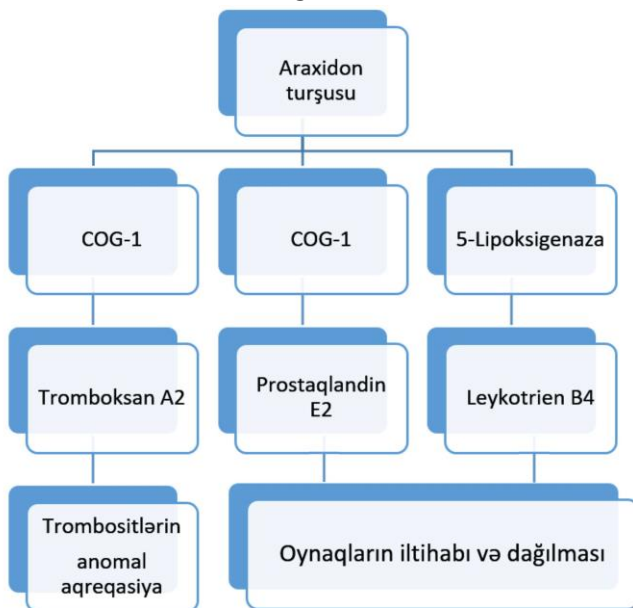 Araxidon
turşusu
COG-1
COG-1
5-Lipoksigenaza
Tromboksan A2
Prostaqlandin
E2
Leykotrien B4
Trombositlərin
anomal
aqreqasiya
Oynaqların iltihabı və dağılması